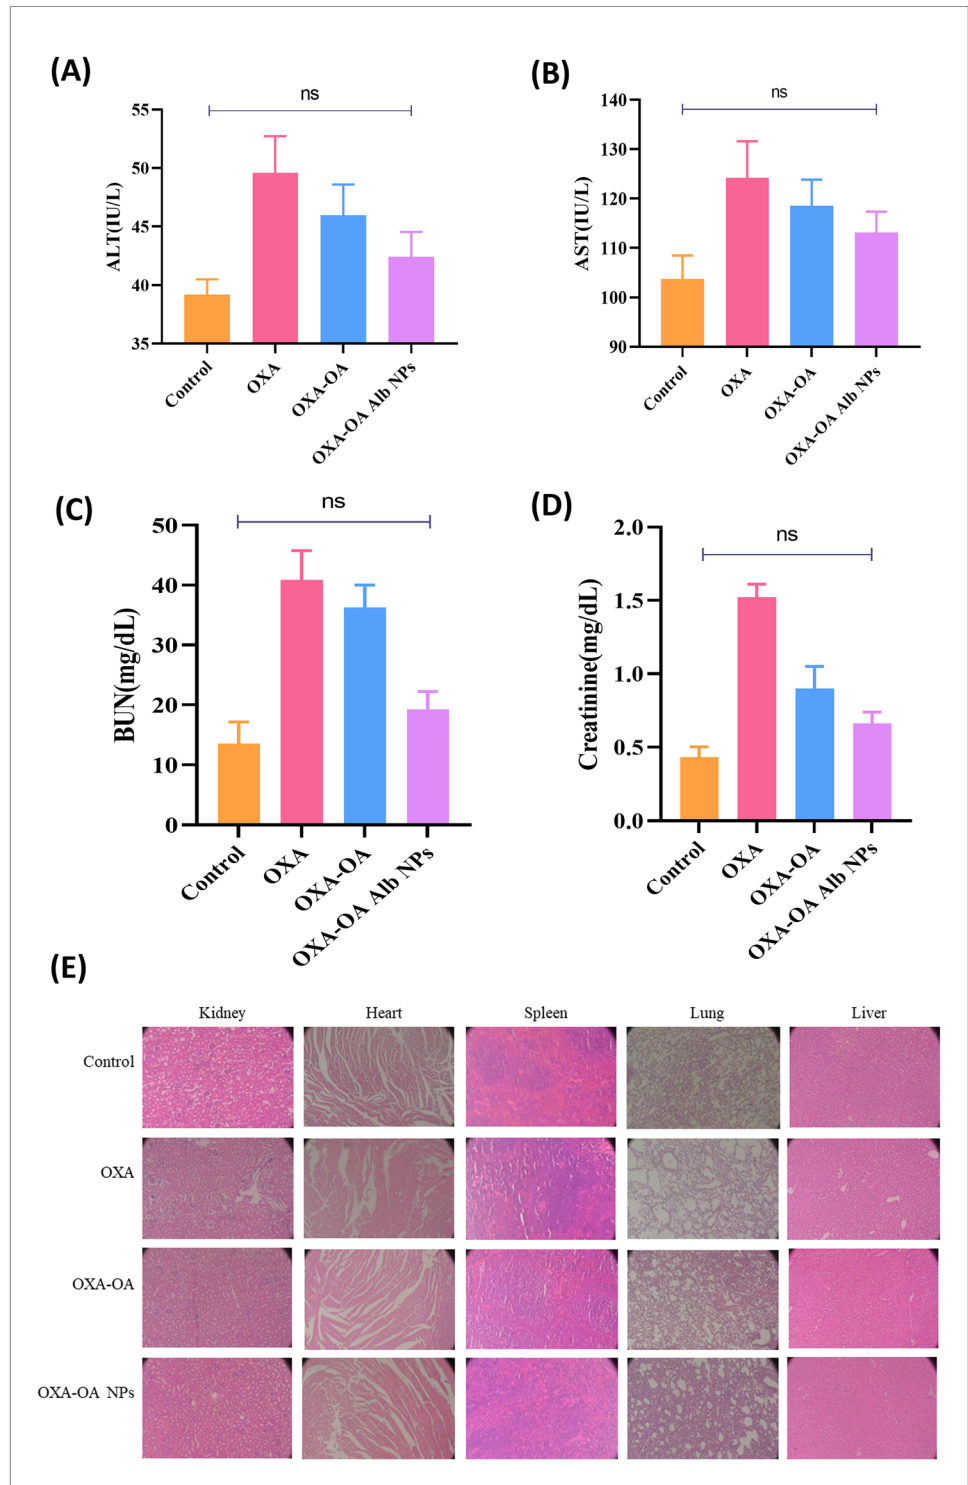 (A)
ns
ALT(IU/L)
55
50
45
40
35
Control
OXA
OXA-OA
OXA-OA Alb NPs
(B)
ns
AST(IU/L)
140
130
120
110
100
90
Control
OXA
OXA-OA
OXA-OA Alb NPs
(C)
ns
BUN(mg/dL)
50
40
30
20
10
0
Control
OXA
OXA-OA
OXA-OA Alb NPs
(D)
ns
Creatinine(mg/dL)
2.0
1.5
1.0
0.5
0.0
Control
OXA
OXA-OA
OXA-OA Alb NPs
(E)
Kidney Heart Spleen Lung Liver
Control
OXA
OXA-OA
OXA-OA NPs